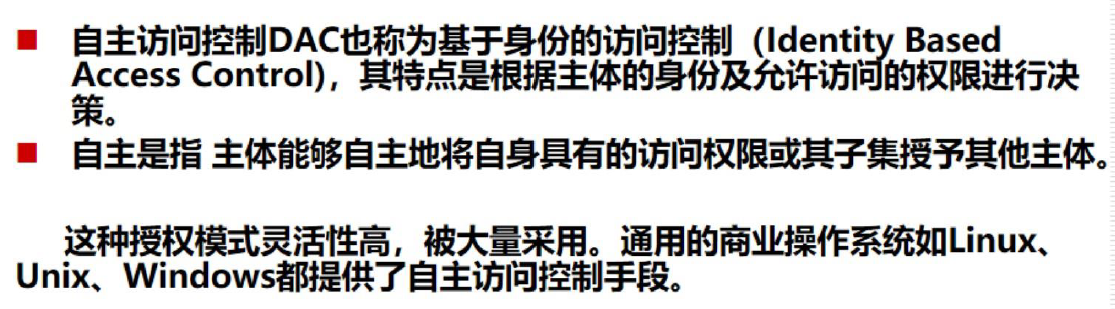 ■ 自主访问控制DAC也称为基于身份的访问控制（Identity Based
Access Control)，其特点是根据主体的身份及允许访问的权限进行决
策。
■ 自主是指 主体能够自主地将自身具有的访问权限或其子集授予其他主体。
这种授权模式灵活性高，被大量采用。通用的商业操作系统如Linux、
Unix、Windows都提供了自主访问控制手段。